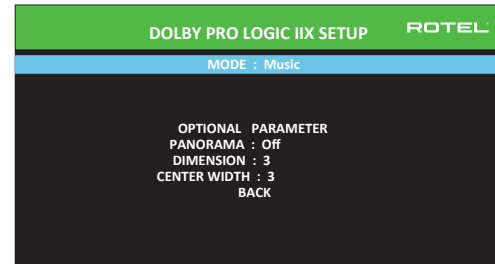 DOLBY PRO LOGIC IIX SETUP ROTEL
MODE : Music
OPTIONAL PARAMETER
PANORAMA : Off
DIMENSION : 3
CENTER WIDTH : 3
BACK